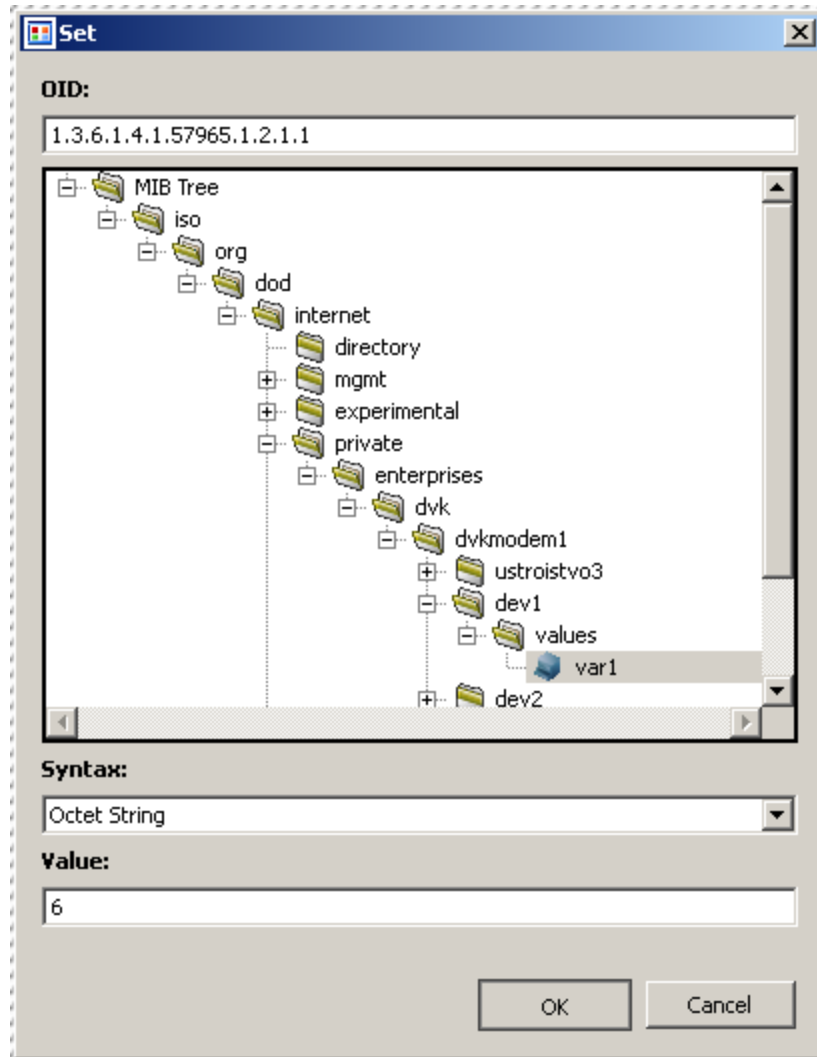 Set
OID:
1.3.6.1.4.1.57965.1.2.1.1
MIB Tree
iso
org
dod
internet
directory
mgmt
experimental
private
enterprises
dvk
dvkmodem1
ustroistvo3
dev1
values
var1
dev2
Syntax:
Octet String
Value:
6
OK
Cancel